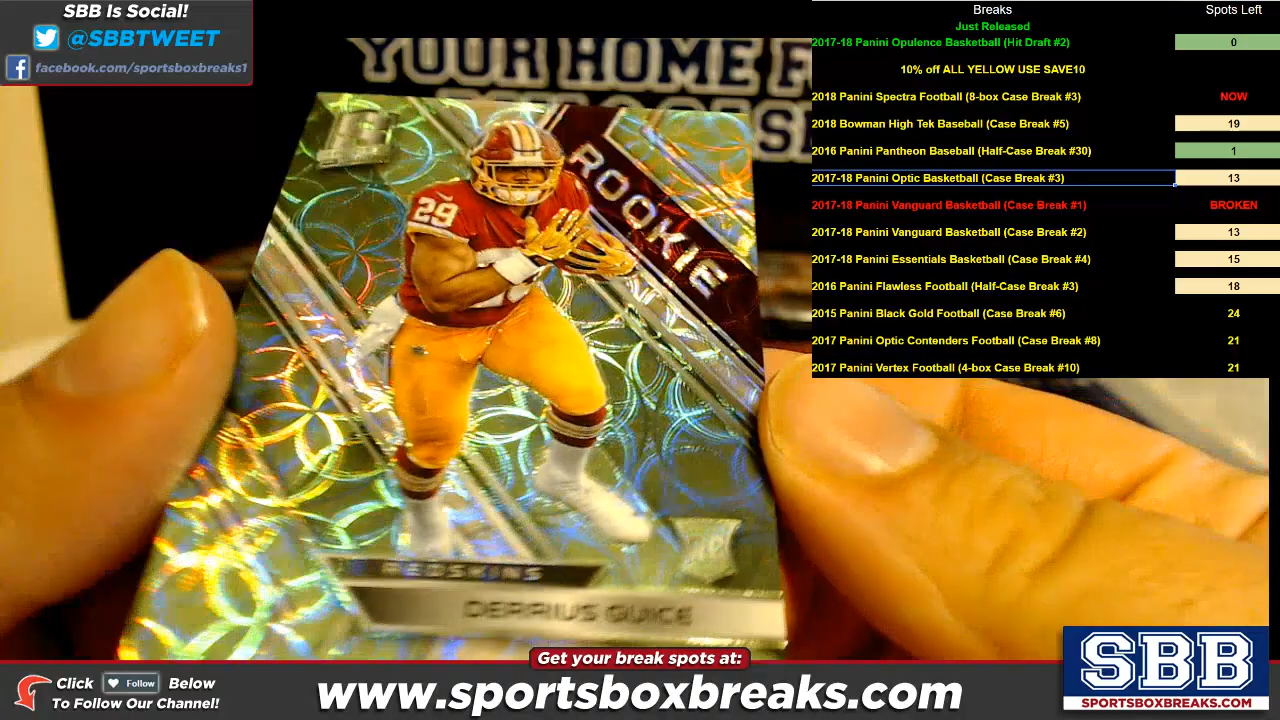 SBB Is Social!
@SBBTWEET
facebook.com/sportsboxbreaks1
YOUR HOME F
Breaks Spots Left
Just Released
2017-18 Panini Opulence Basketball (Hit Draft #2) 0
10% off ALL YELLOW USE SAVE10
2018 Panini Spectra Football (8-box Case Break #3) NOW
2018 Bowman High Tek Baseball (Case Break #5) 19
2016 Panini Pantheon Baseball (Half-Case Break #30) 1
2017-18 Panini Optic Basketball (Case Break #3) 13
2017-18 Panini Vanguard Basketball (Case Break #1) BROKEN
2017-18 Panini Vanguard Basketball (Case Break #2) 13
2017-18 Panini Essentials Basketball (Case Break #4) 15
2016 Panini Flawless Football (Half-Case Break #3) 18
2015 Panini Black Gold Football (Case Break #6) 24
2017 Panini Optic Contenders Football (Case Break #8) 21
2017 Panini Vertex Football (4-box Case Break #10) 21
ROOKIE
29
REDSKINS
DERRIUS GUICE
Get your break spots at:
www.sportsboxbreaks.com
Click Follow Below
To Follow Our Channel!
SBB
SPORTSBOXBREAKS.COM